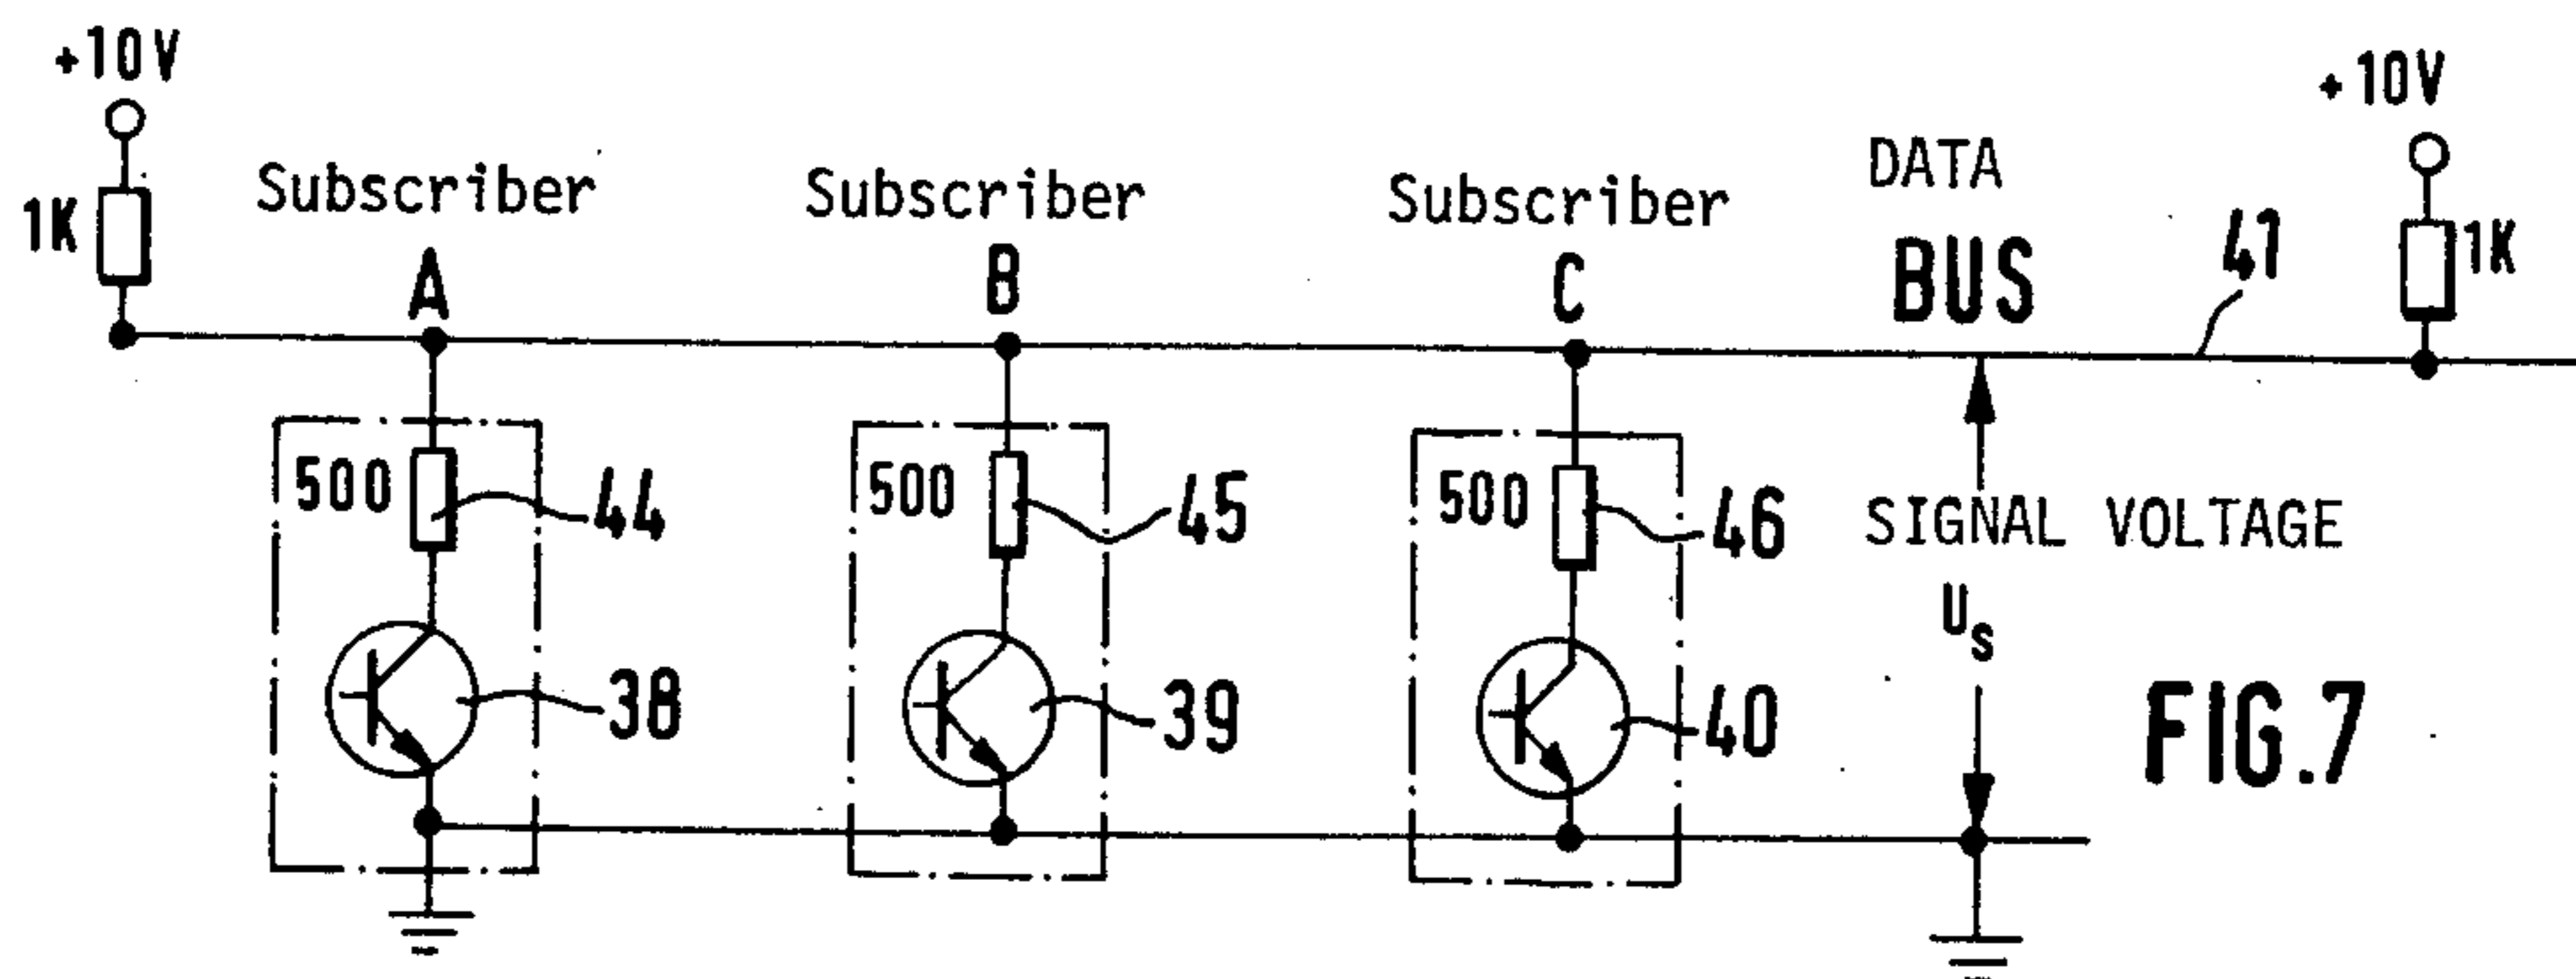 +10V
+10V
1K
Subscriber
A
Subscriber
B
Subscriber
C
DATA
BUS
41
1K
500
44
500
45
500
46
SIGNAL VOLTAGE
Us
38
39
40
FIG.7